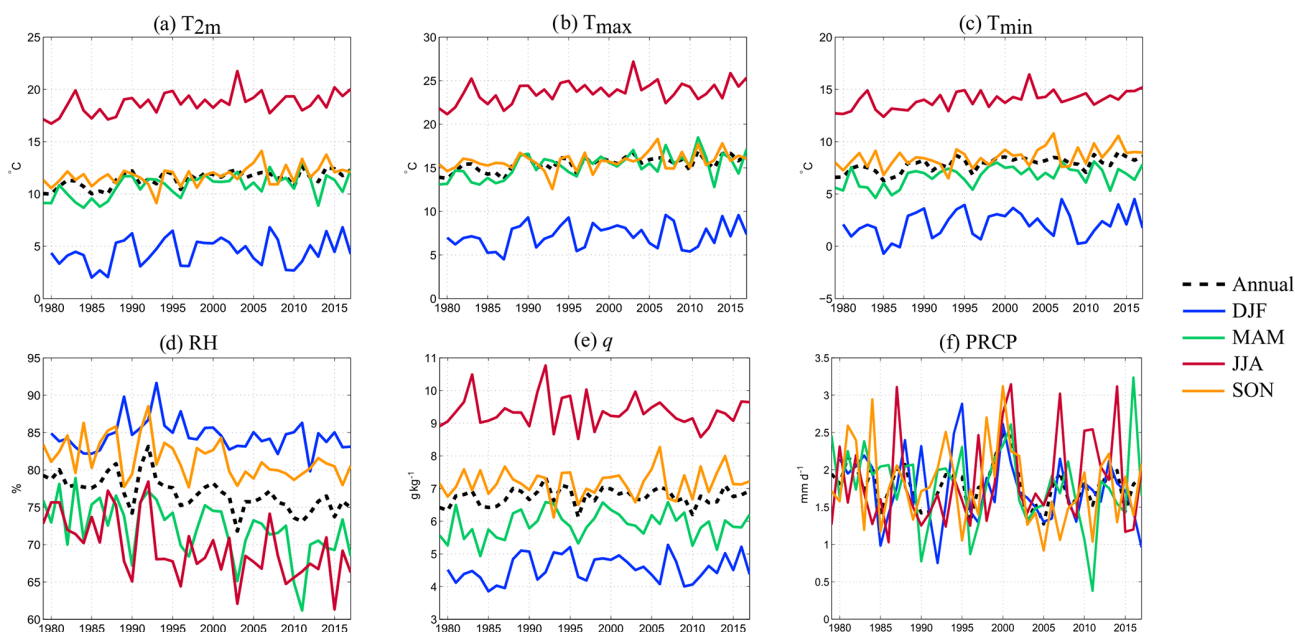 (a) T2m
(b) Tmax
(c) Tmin
25
20
15
10
5
0
°C
1980 1985 1990 1995 2000 2005 2010 2015
30
25
20
15
10
5
0
°C
1980 1985 1990 1995 2000 2005 2010 2015
20
15
10
5
0
−5
°C
1980 1985 1990 1995 2000 2005 2010 2015
Annual
DJF
MAM
JJA
SON
(d) RH
(e) q
(f) PRCP
95
90
85
80
75
70
65
60
%
1980 1985 1990 1995 2000 2005 2010 2015
11
10
9
8
7
6
5
4
3
g kg-1
1980 1985 1990 1995 2000 2005 2010 2015
3.5
3
2.5
2
1.5
1
0.5
0
mm d-1
1980 1985 1990 1995 2000 2005 2010 2015